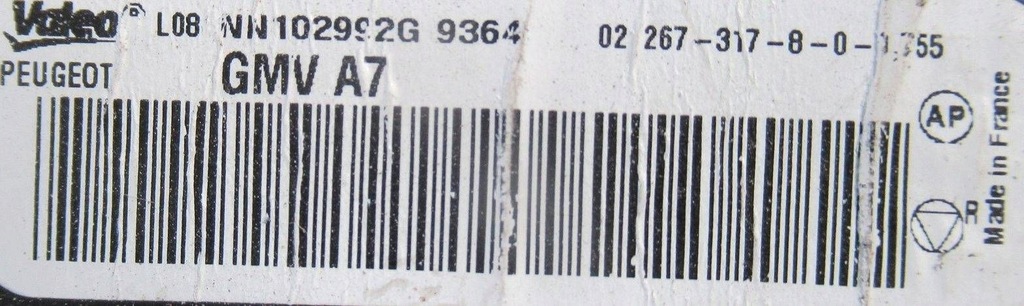 Valeo® L08 NN102992G 9364 02 267-317-8-0-1.755
PEUGEOT GMV A7
AP
R
Made in France